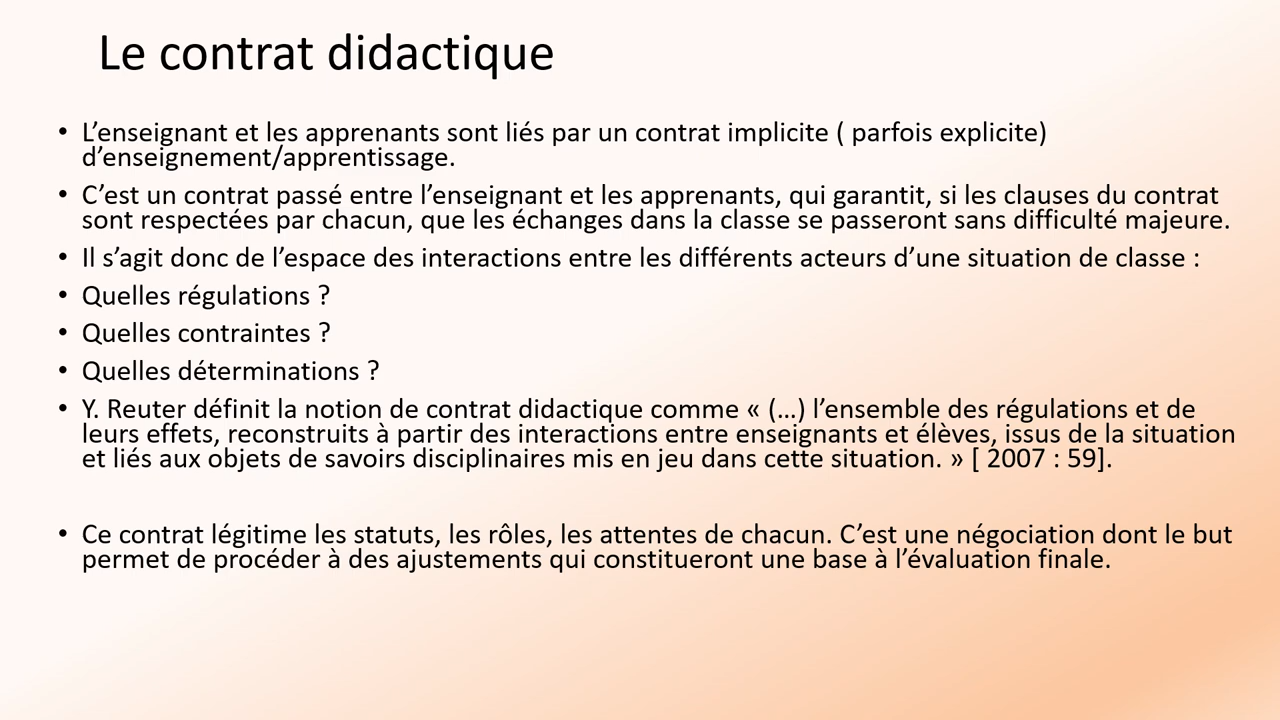 Le contrat didactique
• L’enseignant et les apprenants sont liés par un contrat implicite ( parfois explicite)
d’enseignement/apprentissage.
• C’est un contrat passé entre l’enseignant et les apprenants, qui garantit, si les clauses du contrat
sont respectées par chacun, que les échanges dans la classe se passeront sans difficulté majeure.
• Il s’agit donc de l’espace des interactions entre les différents acteurs d’une situation de classe :
• Quelles régulations ?
• Quelles contraintes ?
• Quelles déterminations ?
• Y. Reuter définit la notion de contrat didactique comme « (…) l’ensemble des régulations et de
leurs effets, reconstruits à partir des interactions entre enseignants et élèves, issus de la situation
et liés aux objets de savoirs disciplinaires mis en jeu dans cette situation. » [ 2007 : 59].
• Ce contrat légitime les statuts, les rôles, les attentes de chacun. C’est une négociation dont le but
permet de procéder à des ajustements qui constitueront une base à l’évaluation finale.